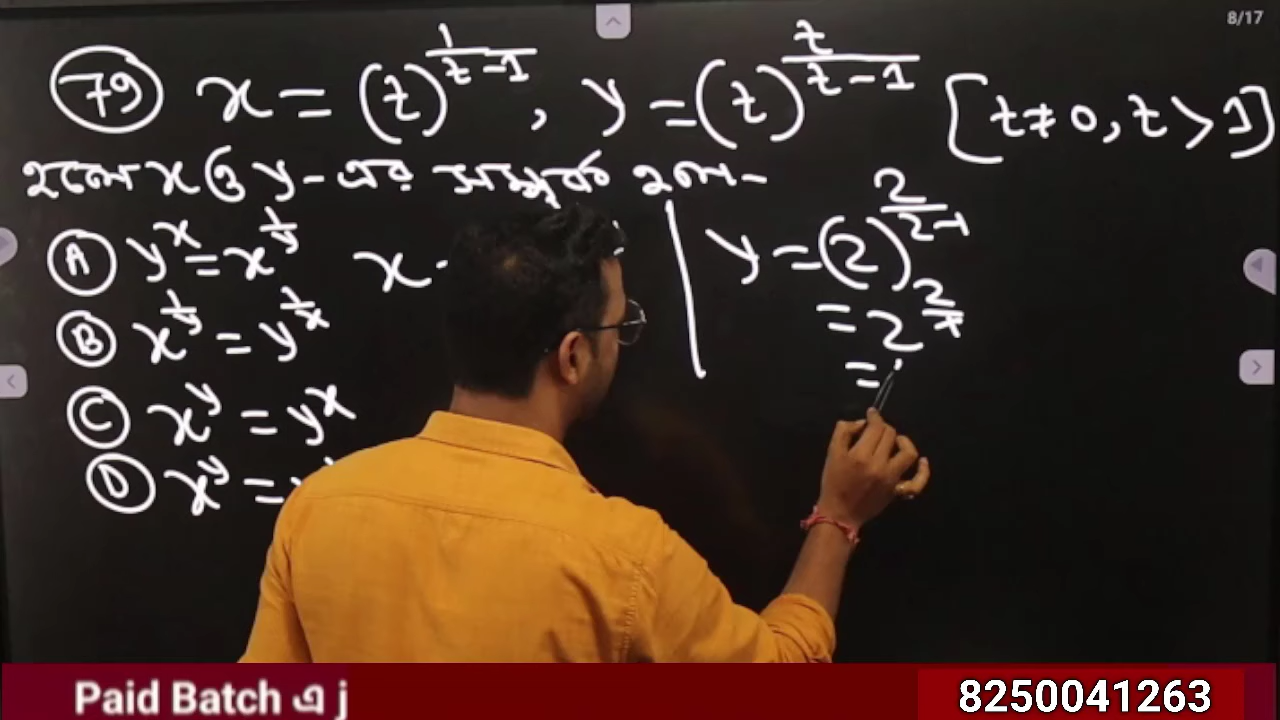 8/17
79 x = (t)^(1/(t-1)), y = (t)^(t/(t-1)) [t≠0, t>1]
হলে x ও y-এর সম্পর্ক হল-
A y^x = x^(1/y)
B x^(1/y) = y^(1/x)
C x^y = y^x
D x^y =
x
y = (2)^(2/(2-1))
= 2^(2/1)
=
Paid Batch এ j
8250041263